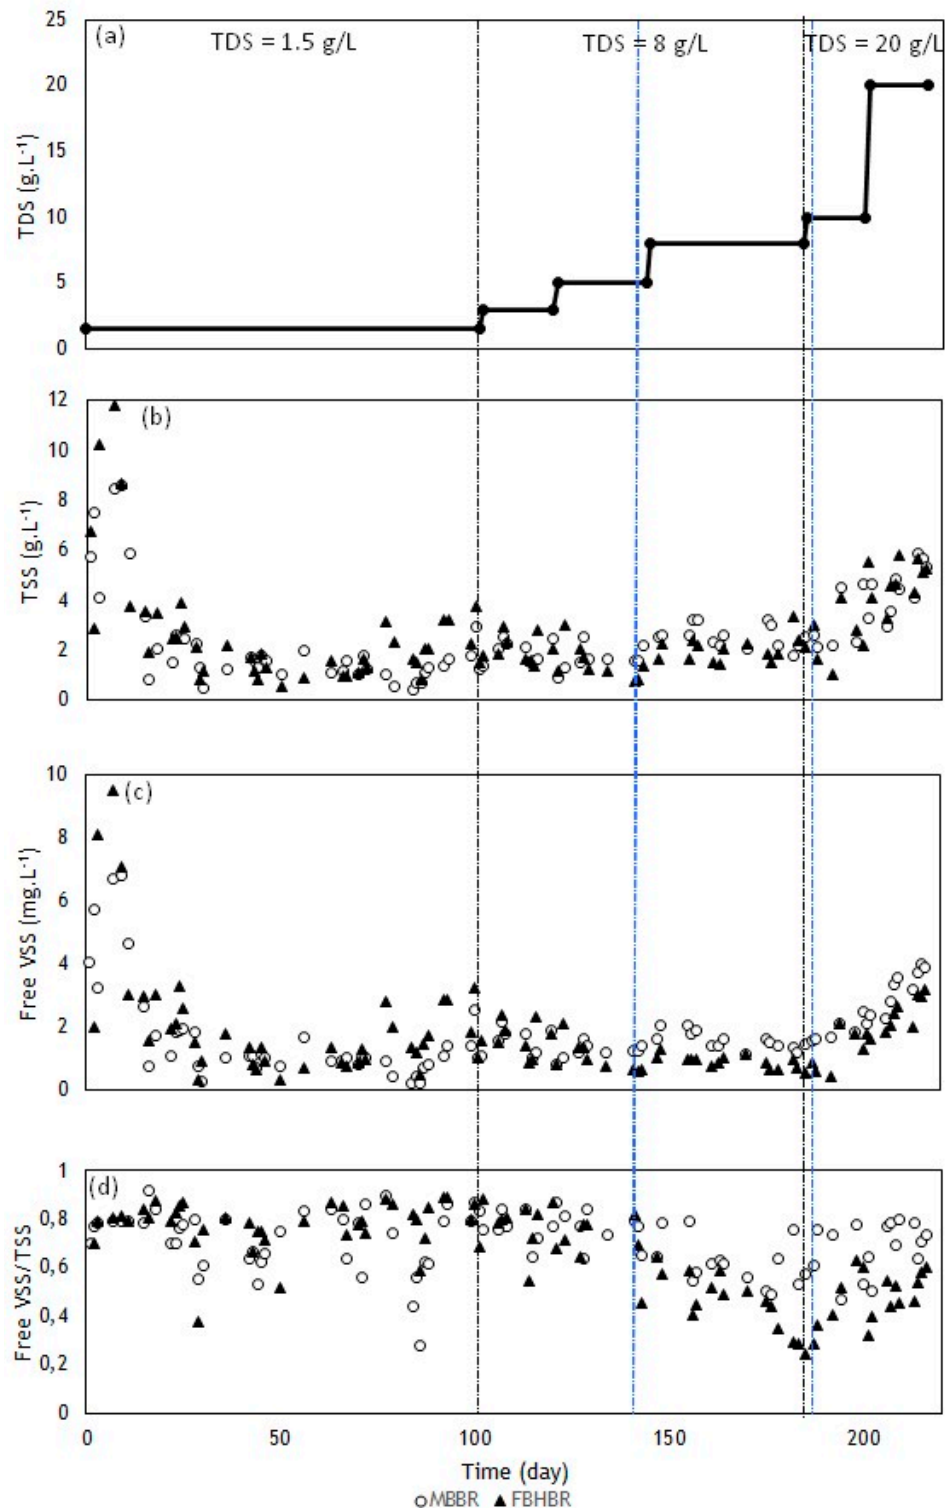 (a)
TDS = 1.5 g/L
TDS = 8 g/L
TDS = 20 g/L
25
20
15
10
5
0
TDS (g.L-1)
(b)
12
10
8
6
4
2
0
TSS (g.L-1)
(c)
10
8
6
4
2
0
Free VSS (mg.L-1)
(d)
1
0,8
0,6
0,4
0,2
0
Free VSS/TSS
0 50 100 150 200
Time (day)
MBBR FBHBR